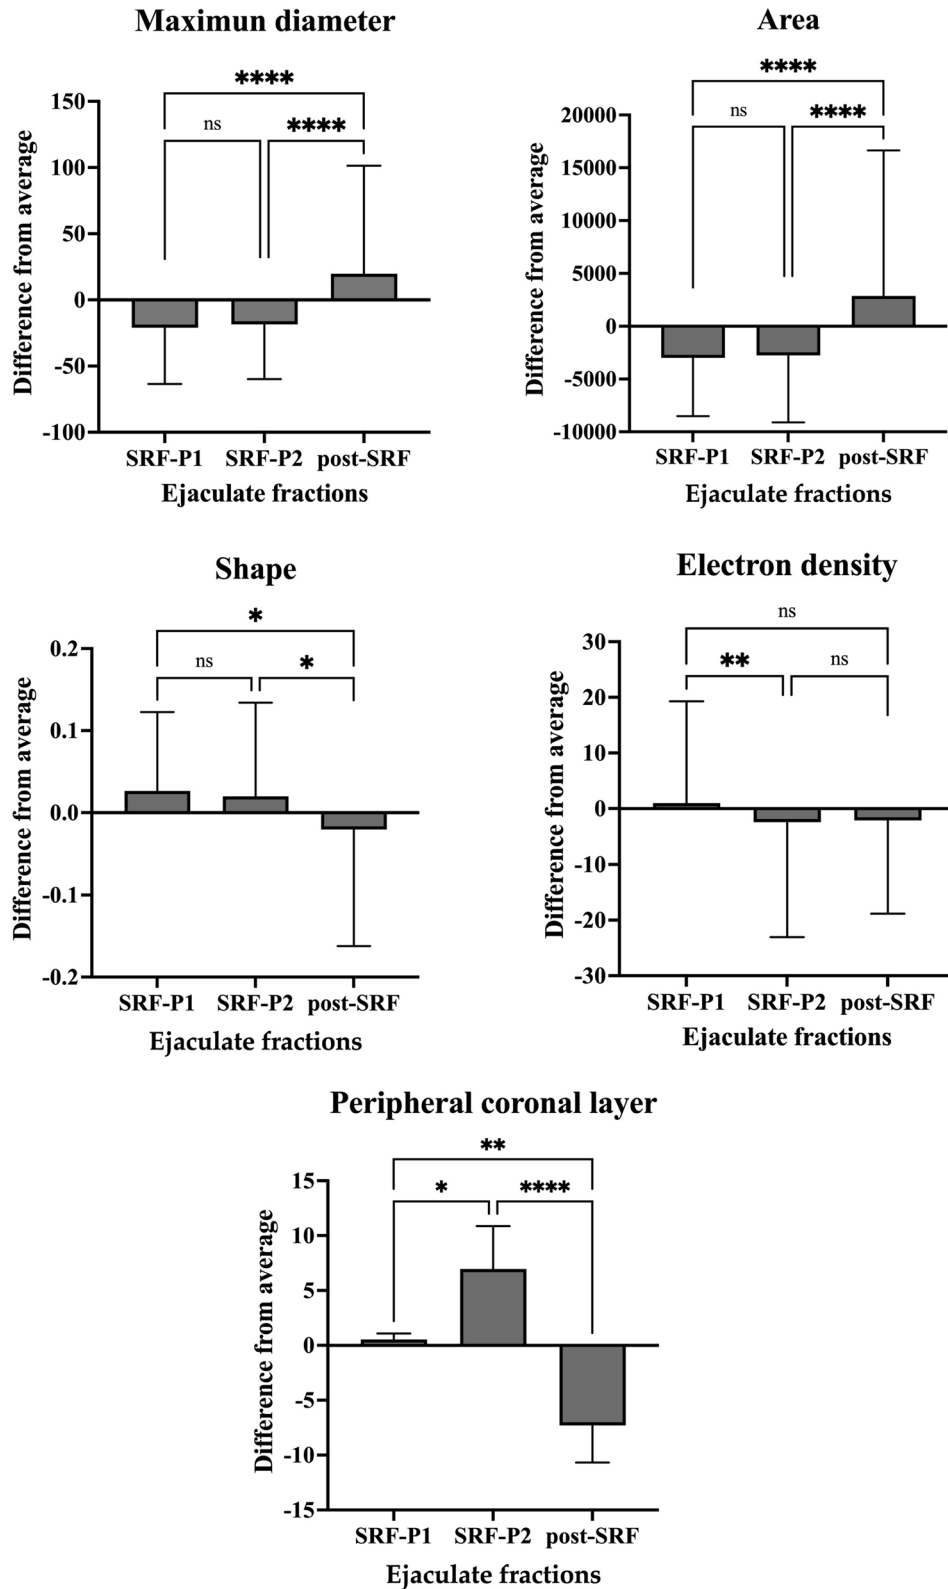 Maximun diameter
Difference from average
150
100
50
0
-50
-100
****
ns
****
SRF-P1 SRF-P2 post-SRF
Ejaculate fractions
Area
Difference from average
20000
15000
10000
5000
0
-5000
-10000
****
ns
****
SRF-P1 SRF-P2 post-SRF
Ejaculate fractions
Shape
Difference from average
0.2
0.1
0.0
-0.1
-0.2
*
ns
*
SRF-P1 SRF-P2 post-SRF
Ejaculate fractions
Electron density
Difference from average
30
20
10
0
-10
-20
-30
ns
**
ns
SRF-P1 SRF-P2 post-SRF
Ejaculate fractions
Peripheral coronal layer
Difference from average
15
10
5
0
-5
-10
-15
**
*
****
SRF-P1 SRF-P2 post-SRF
Ejaculate fractions